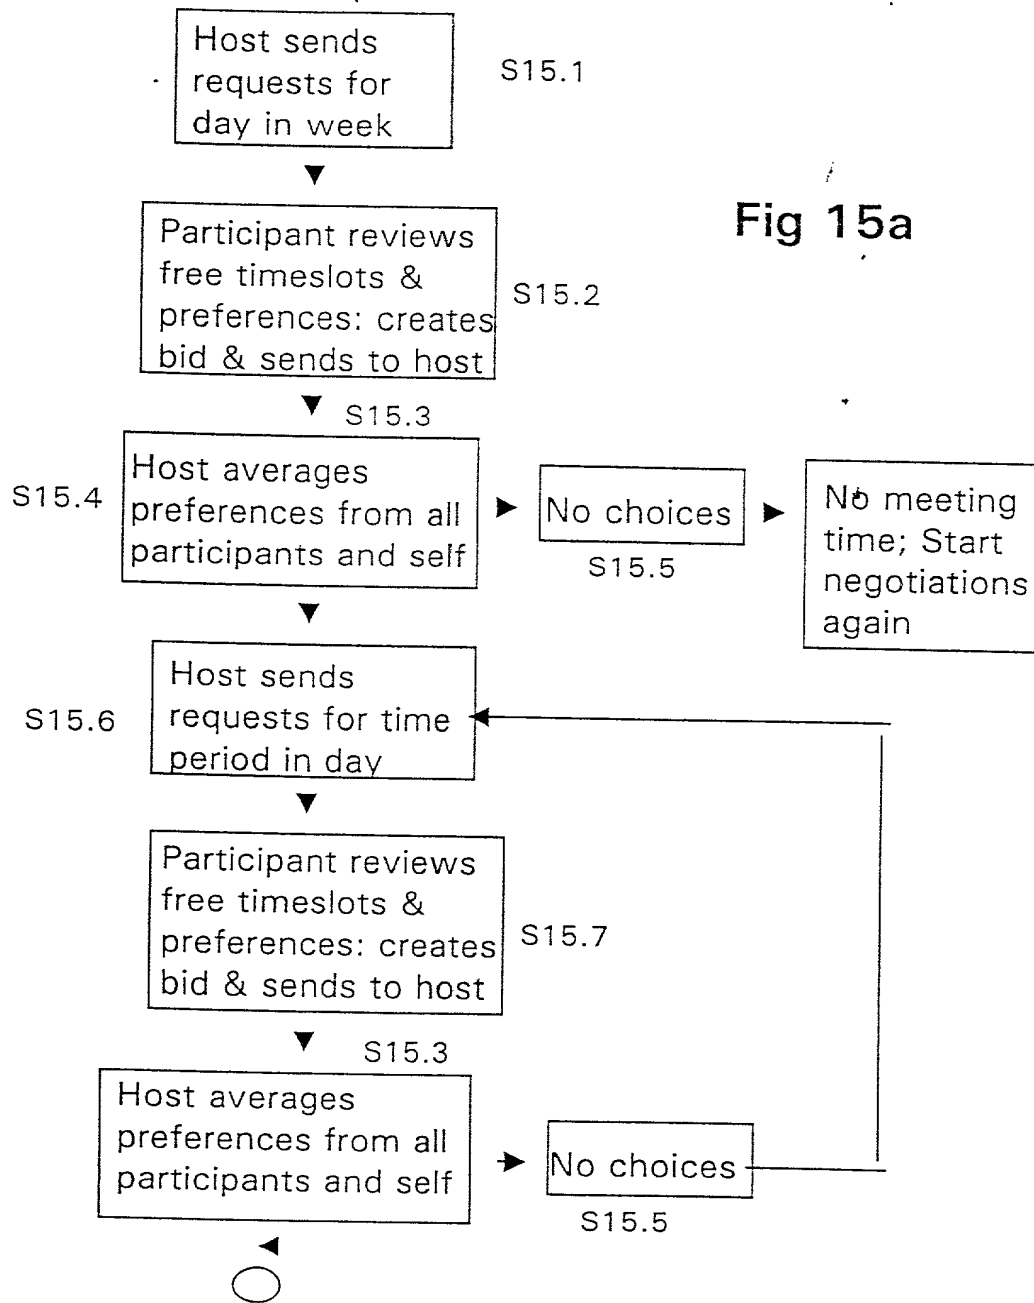 Host sends
requests for
day in week
S15.1
Fig 15a
Participant reviews
free timeslots &
preferences: creates
bid & sends to host
S15.2
S15.3
S15.4
Host averages
preferences from all
participants and self
No choices
S15.5
No meeting
time; Start
negotiations
again
S15.6
Host sends
requests for time
period in day
Participant reviews
free timeslots &
preferences: creates
bid & sends to host
S15.7
S15.3
Host averages
preferences from all
participants and self
No choices
S15.5